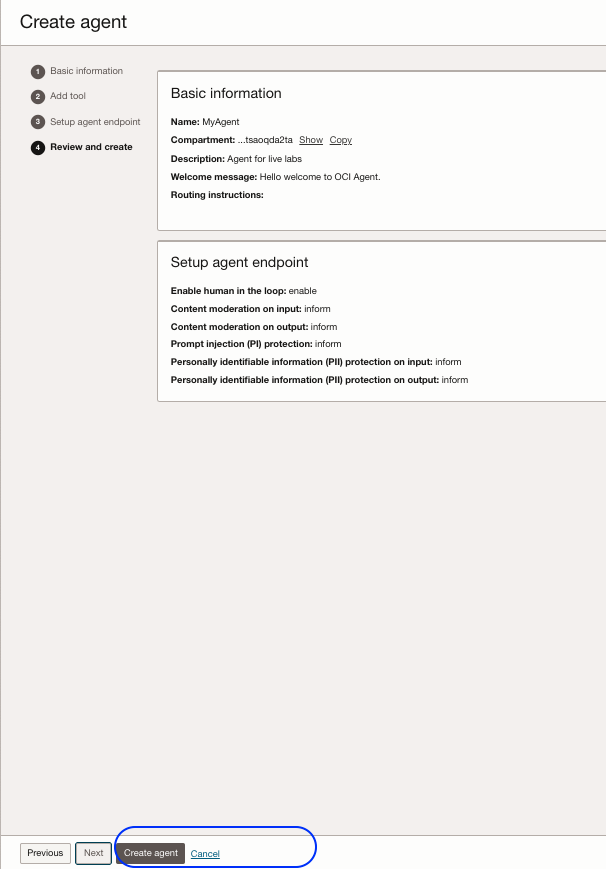 Create agent
1 Basic information
2 Add tool
3 Setup agent endpoint
4 Review and create
Basic information
Name: MyAgent
Compartment: ...tsaoqda2ta Show Copy
Description: Agent for live labs
Welcome message: Hello welcome to OCI Agent.
Routing instructions:
Setup agent endpoint
Enable human in the loop: enable
Content moderation on input: inform
Content moderation on output: inform
Prompt injection (PI) protection: inform
Personally identifiable information (PII) protection on input: inform
Personally identifiable information (PII) protection on output: inform
Previous Next Create agent Cancel